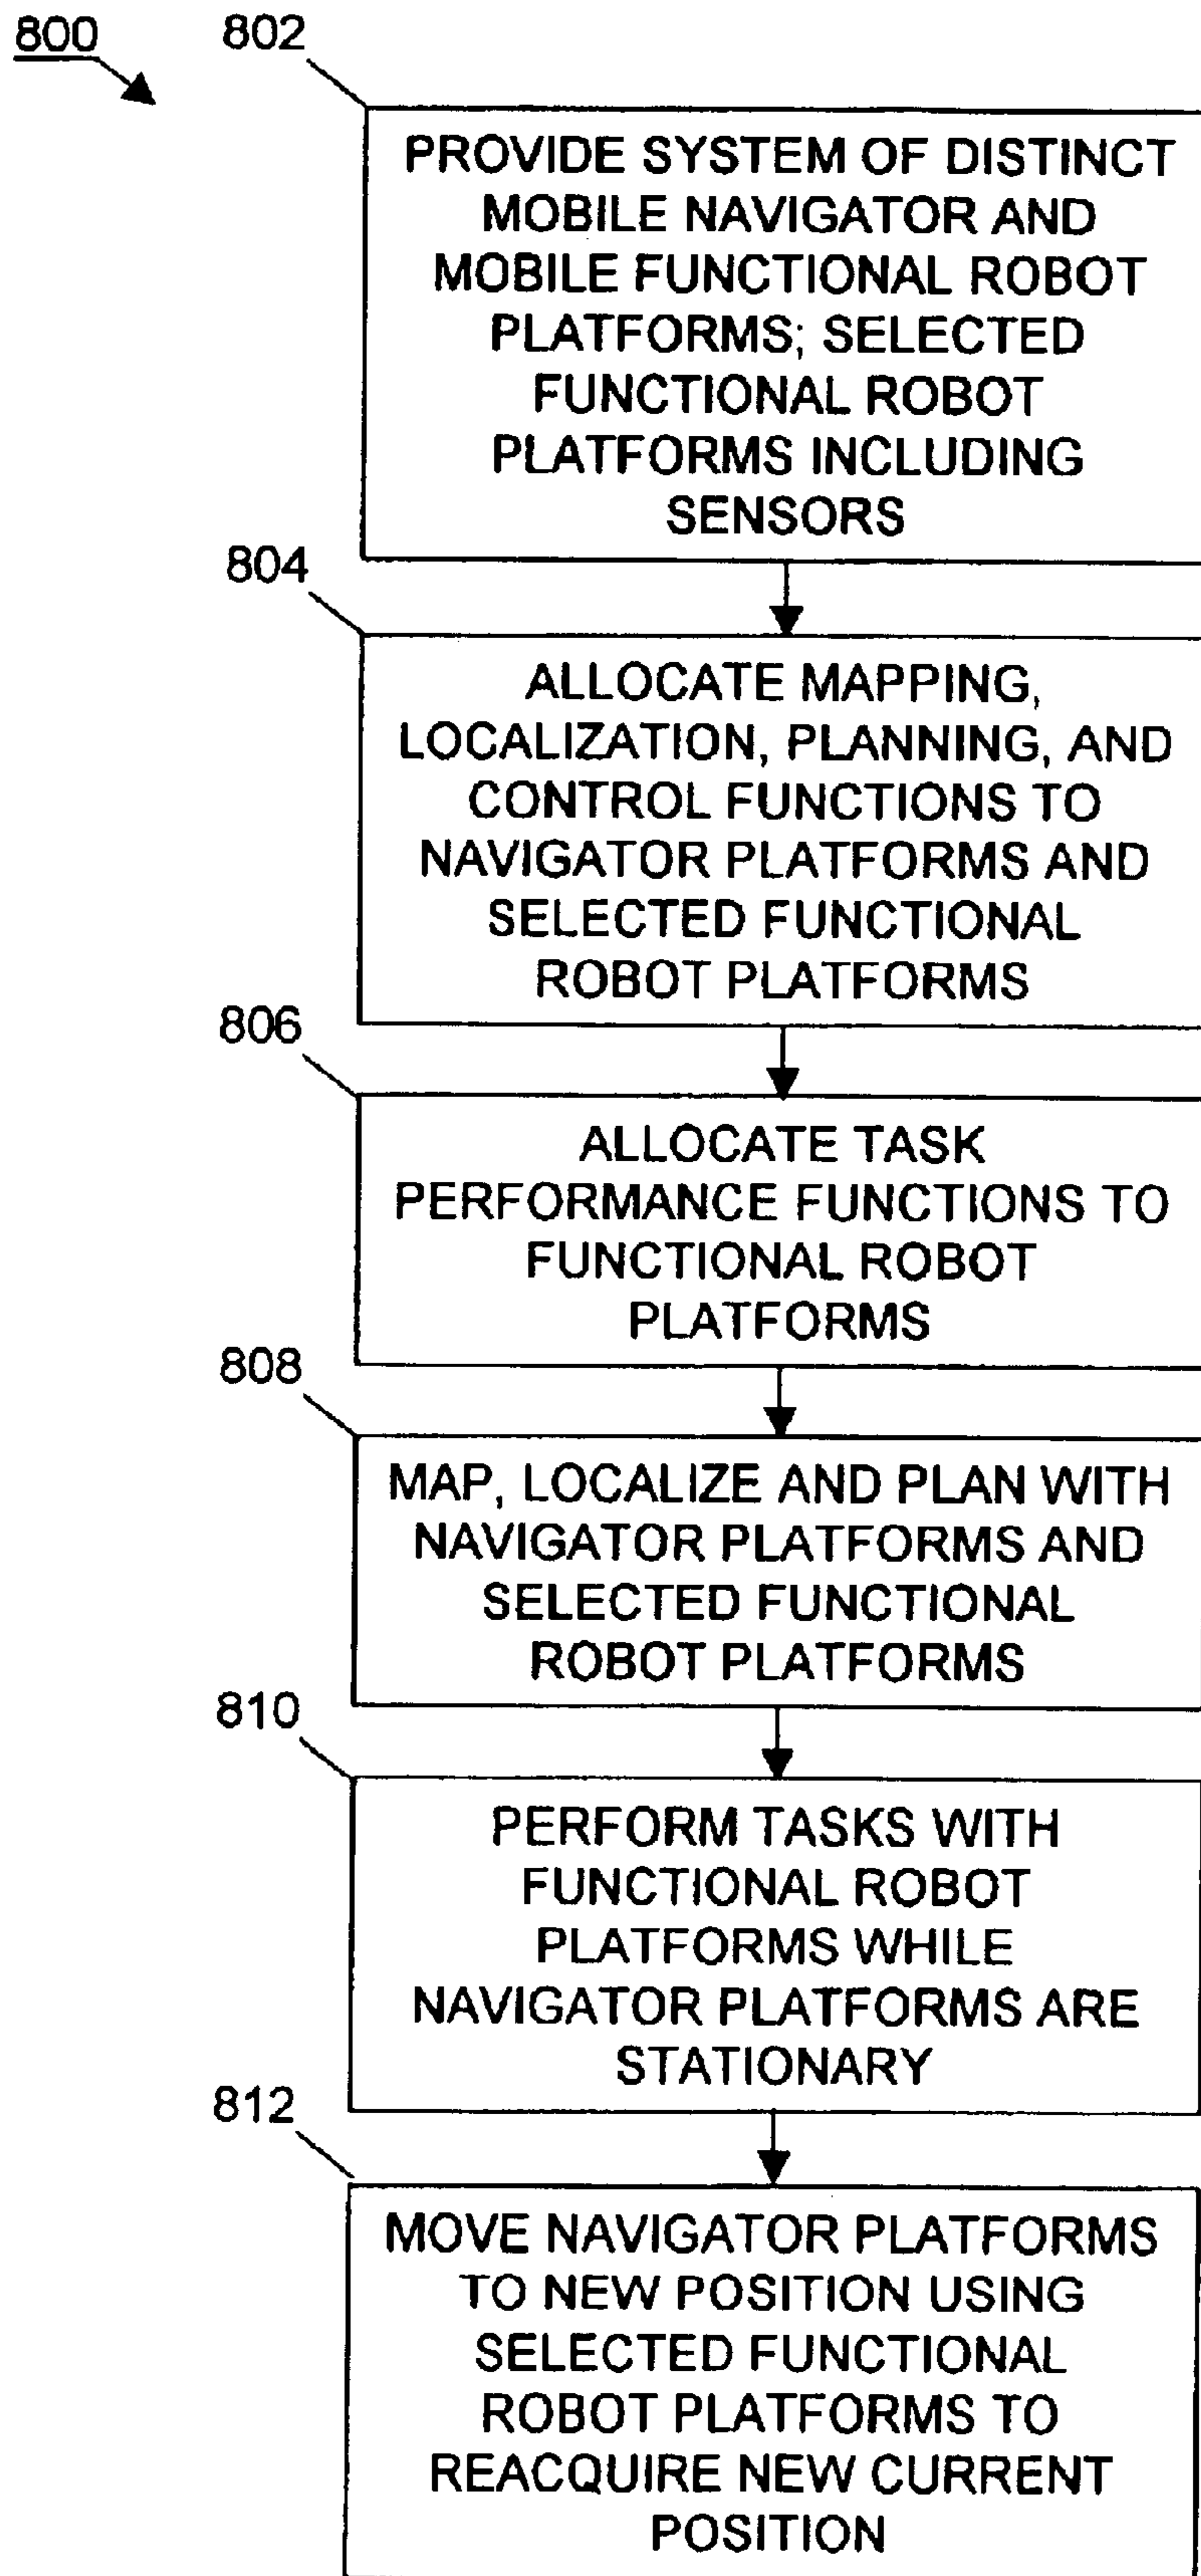 800
802
PROVIDE SYSTEM OF DISTINCT
MOBILE NAVIGATOR AND
MOBILE FUNCTIONAL ROBOT
PLATFORMS; SELECTED
FUNCTIONAL ROBOT
PLATFORMS INCLUDING
SENSORS
804
ALLOCATE MAPPING,
LOCALIZATION, PLANNING, AND
CONTROL FUNCTIONS TO
NAVIGATOR PLATFORMS AND
SELECTED FUNCTIONAL
ROBOT PLATFORMS
806
ALLOCATE TASK
PERFORMANCE FUNCTIONS TO
FUNCTIONAL ROBOT
PLATFORMS
808
MAP, LOCALIZE AND PLAN WITH
NAVIGATOR PLATFORMS AND
SELECTED FUNCTIONAL
ROBOT PLATFORMS
810
PERFORM TASKS WITH
FUNCTIONAL ROBOT
PLATFORMS WHILE
NAVIGATOR PLATFORMS ARE
STATIONARY
812
MOVE NAVIGATOR PLATFORMS
TO NEW POSITION USING
SELECTED FUNCTIONAL
ROBOT PLATFORMS TO
REACQUIRE NEW CURRENT
POSITION